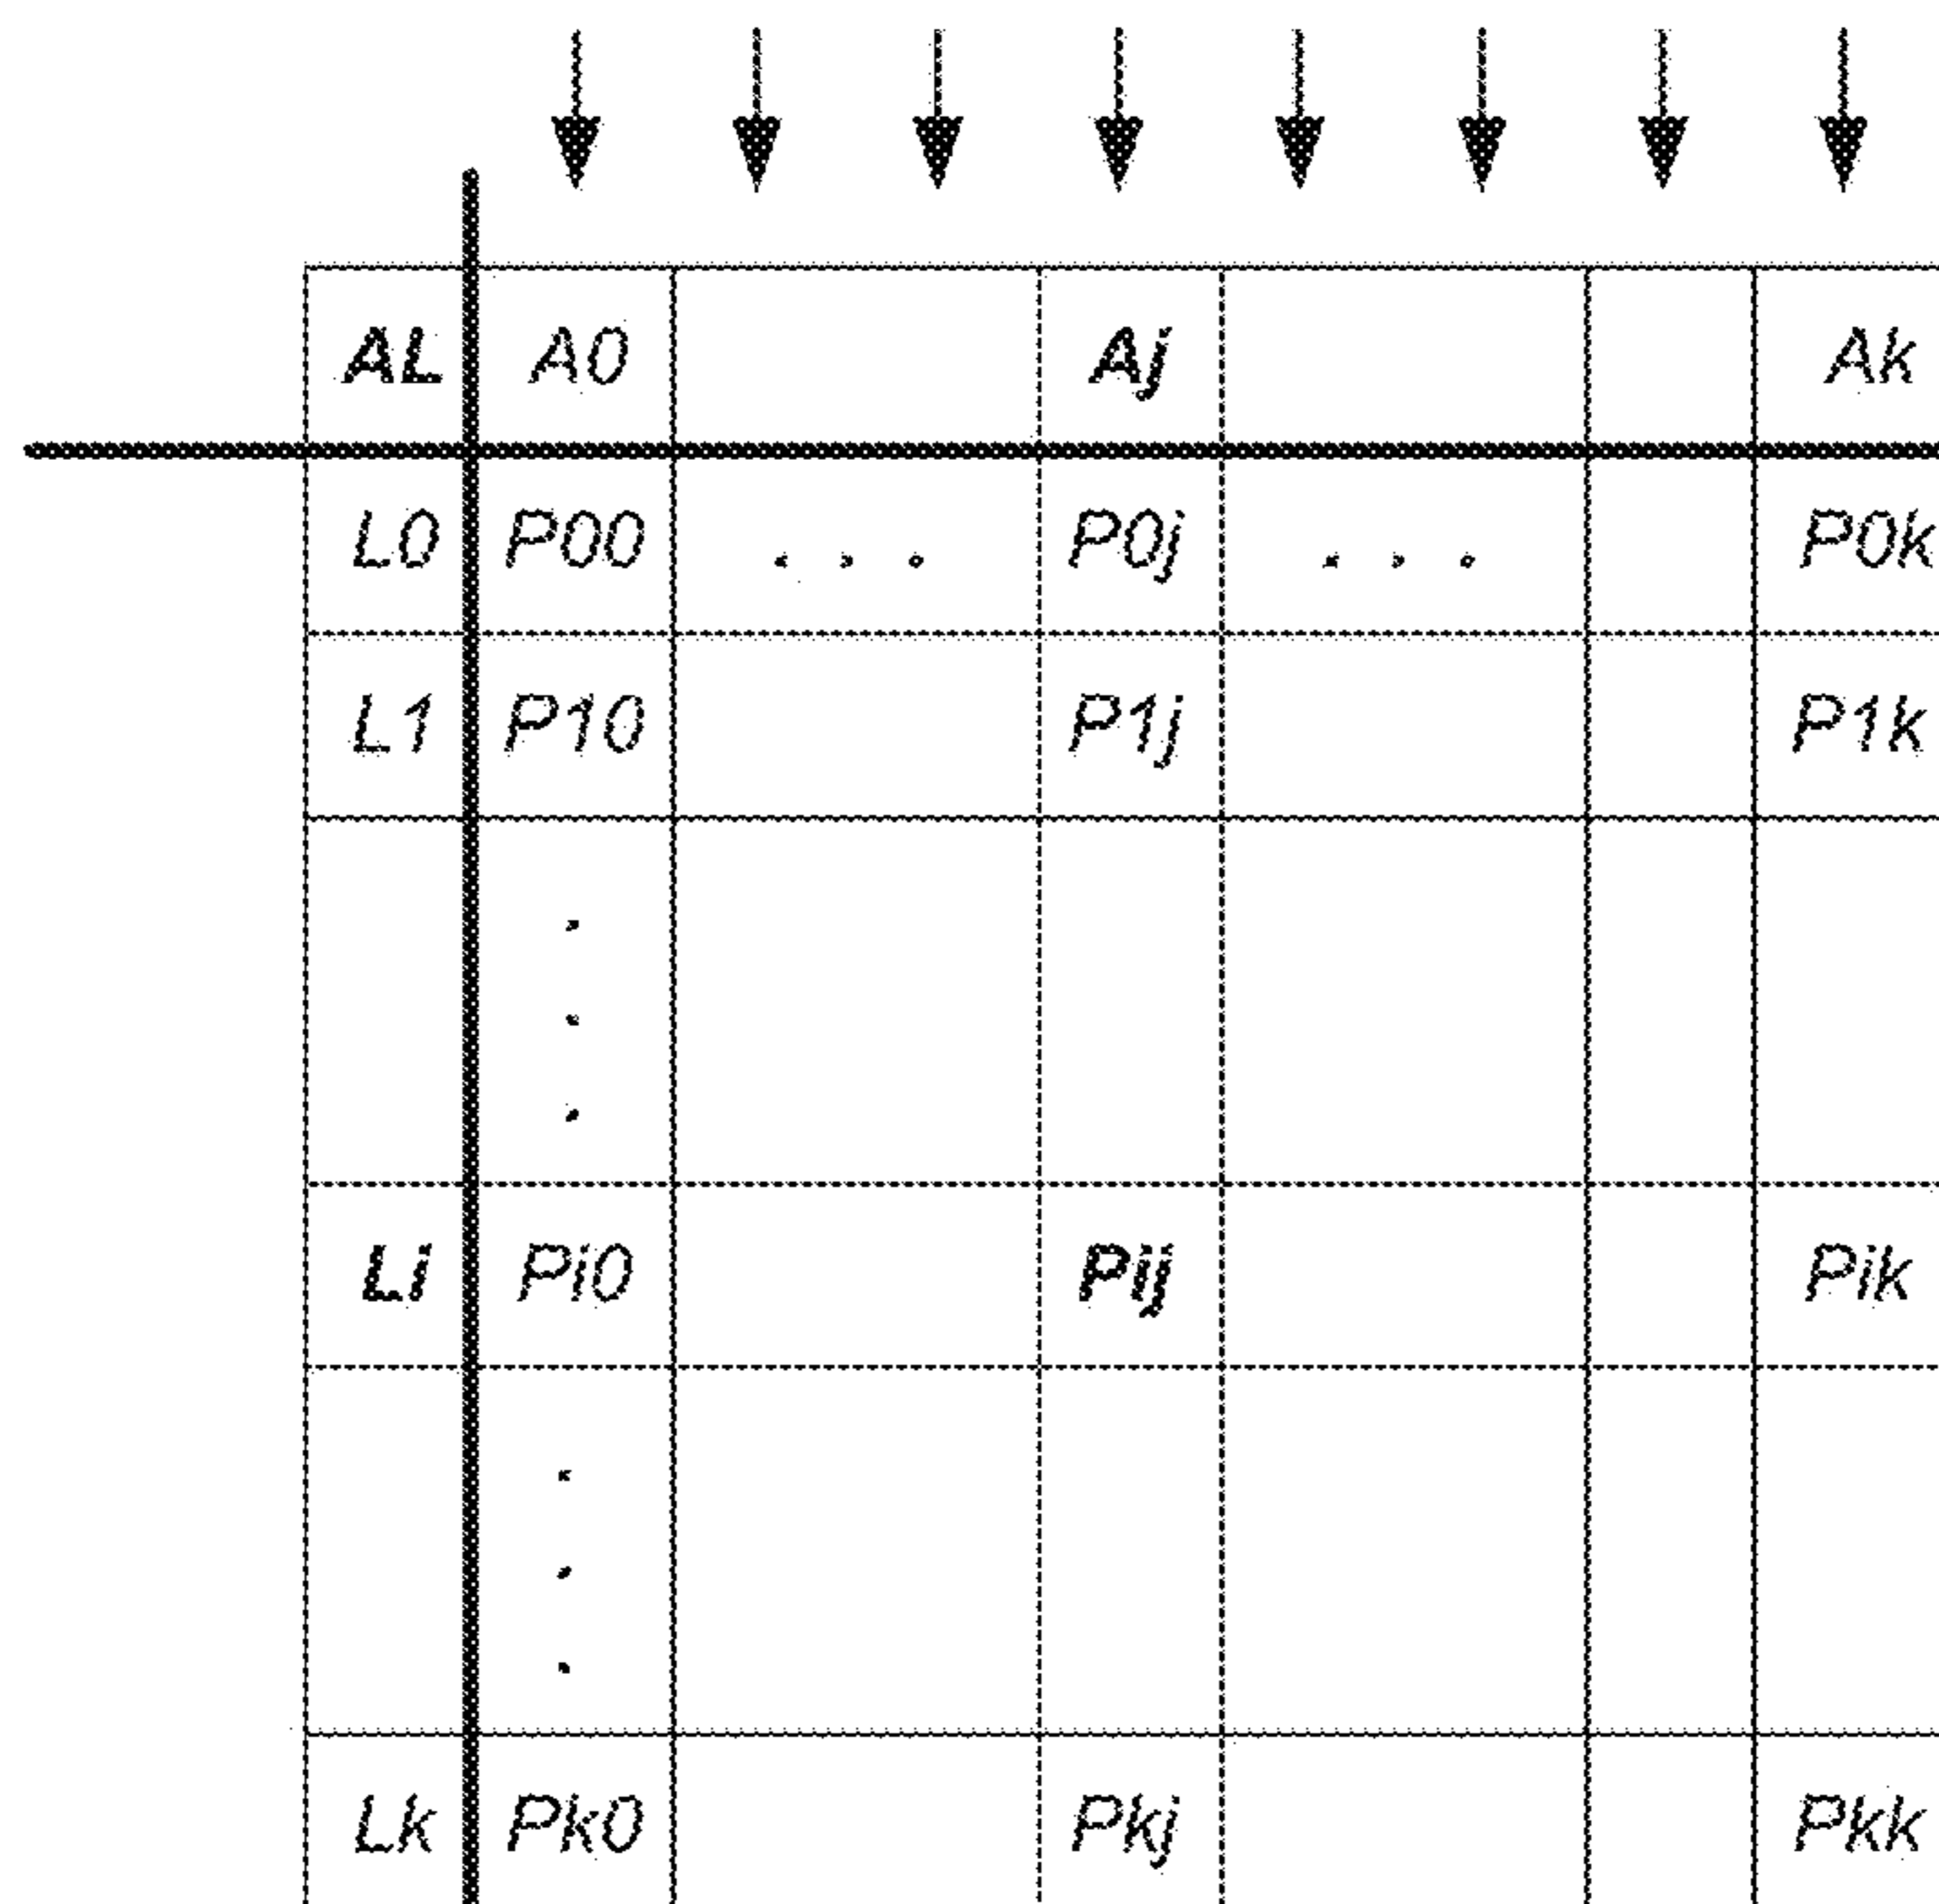 AL A0 Aj Ak
L0 P00 . . . P0j . . . P0k
L1 P10 P1j P1k
.
.
.
Li Pi0 Pij Pik
.
.
.
Lk Pk0 Pkj Pkk